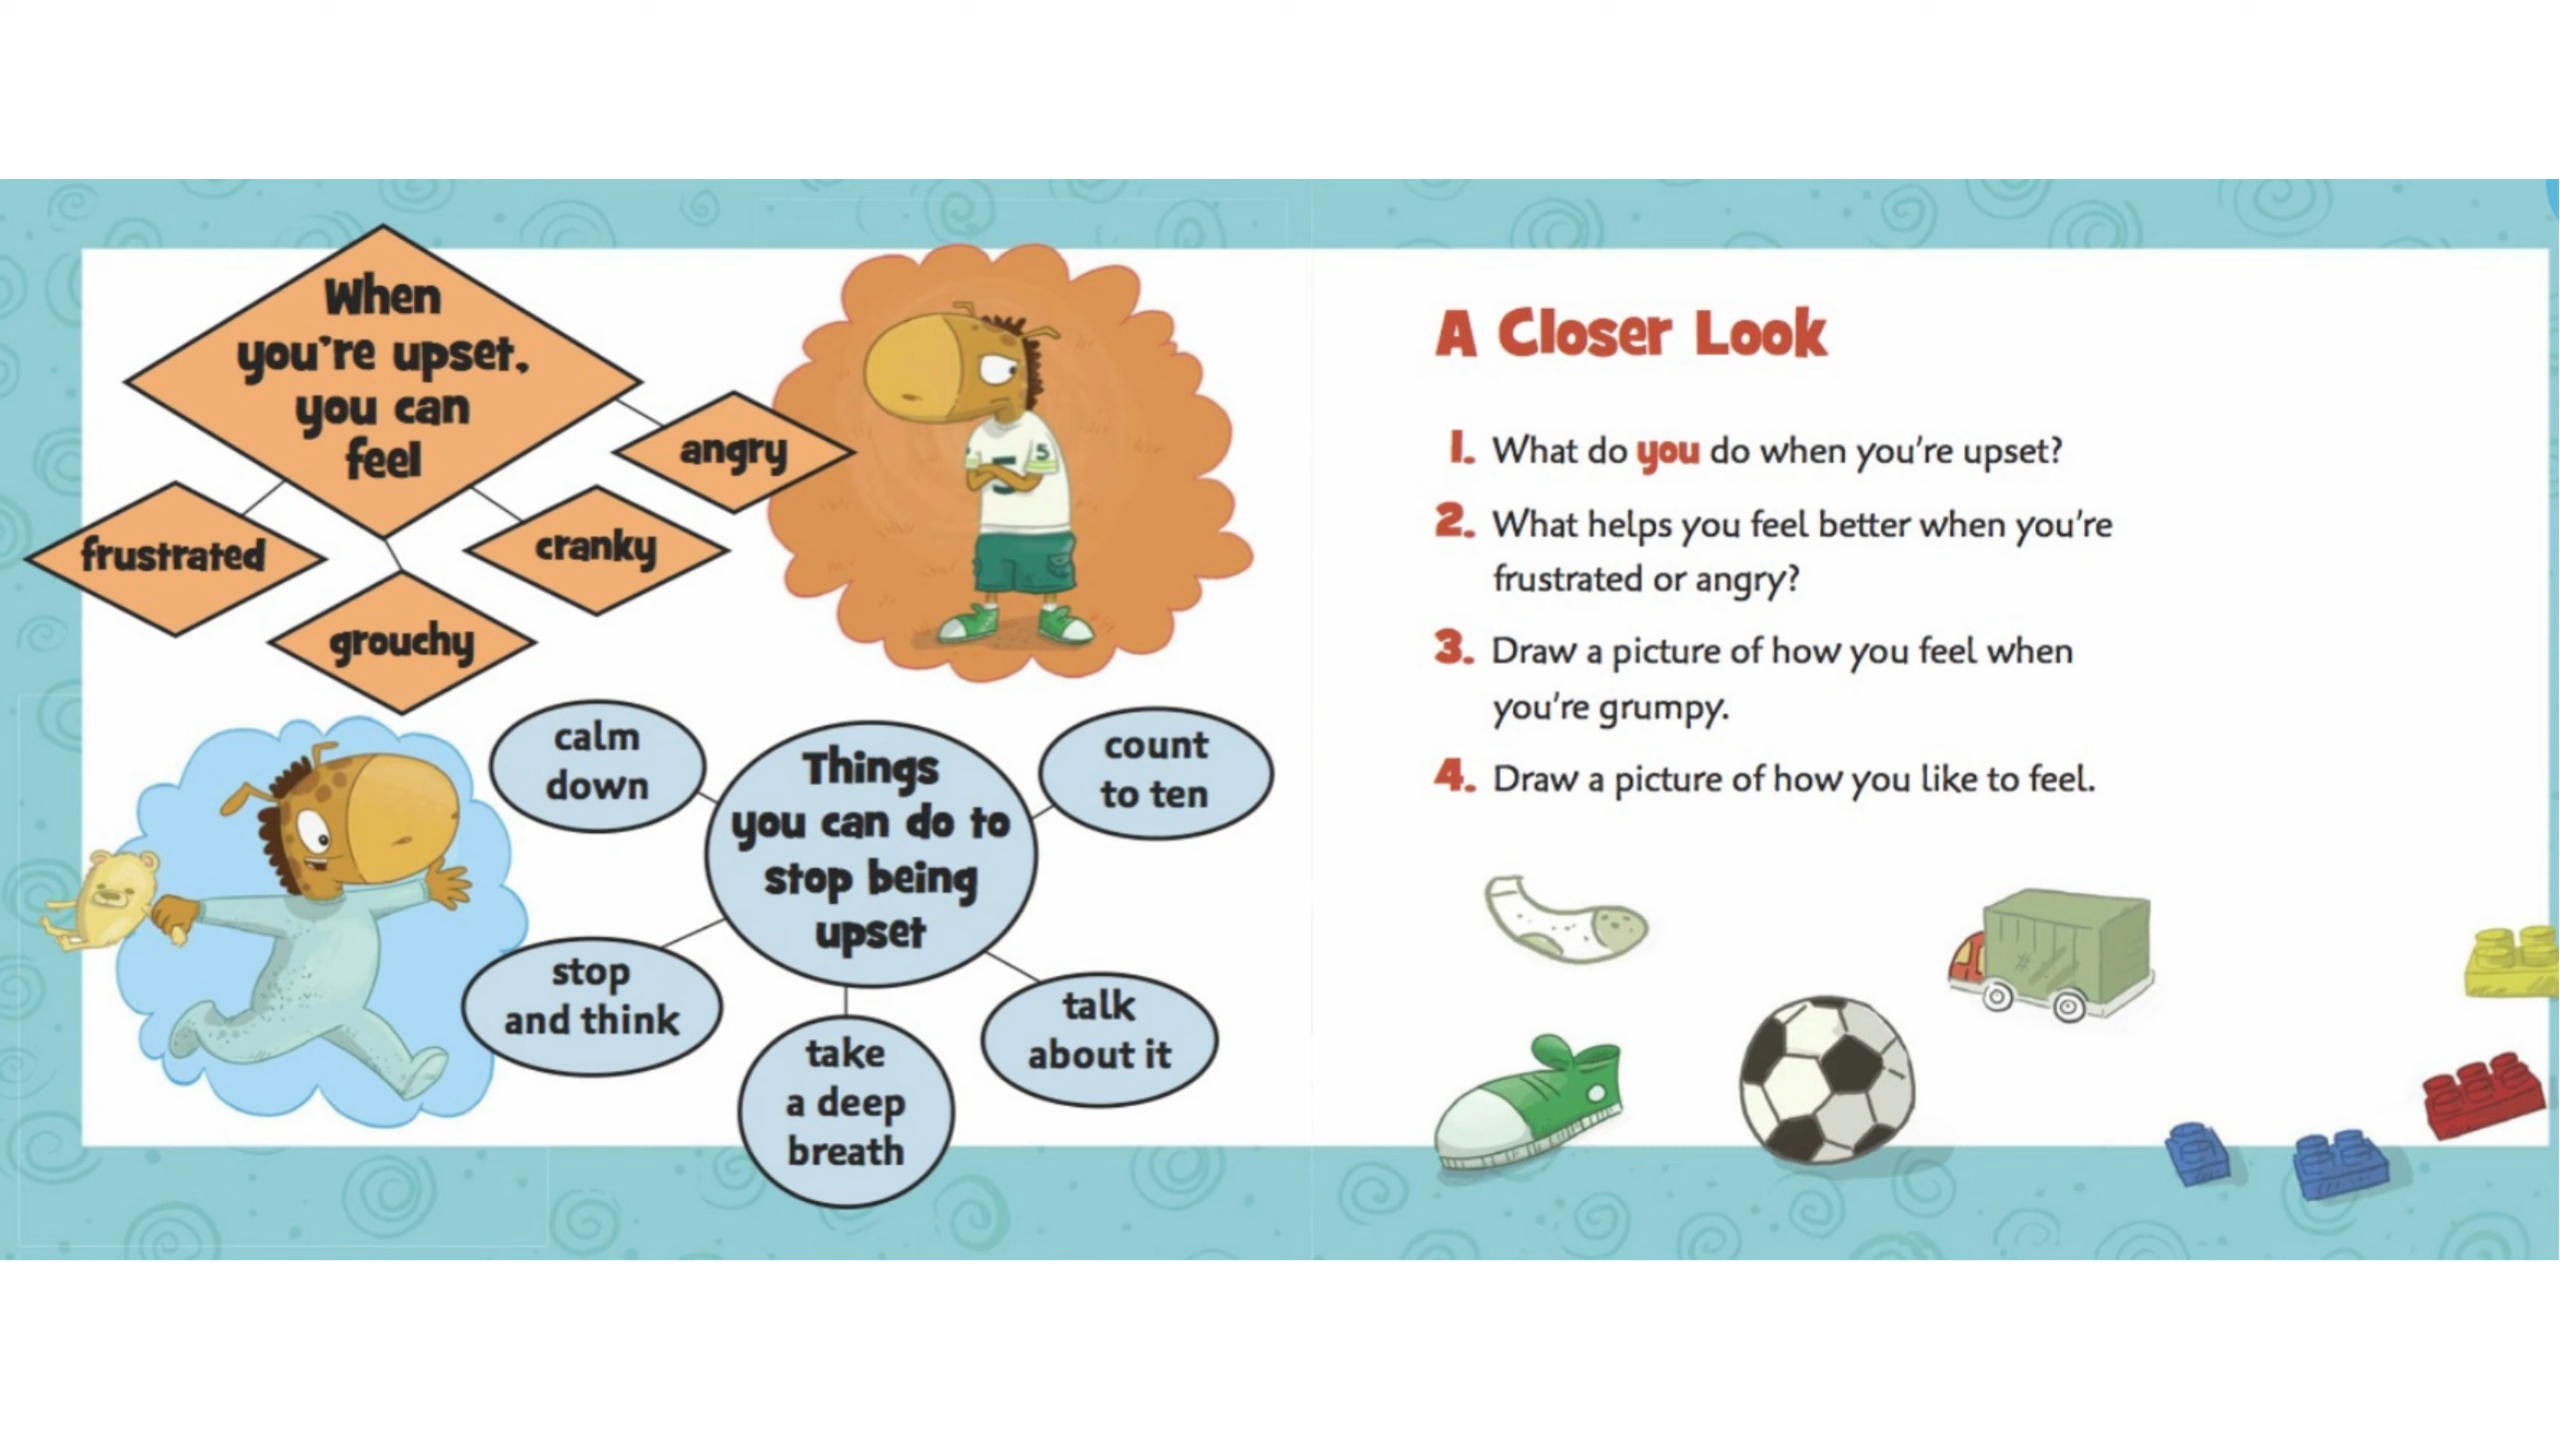 When
you're upset,
you can
feel
angry
frustrated
cranky
grouchy
calm
down
Things
you can do to
stop being
upset
count
to ten
stop
and think
take
a deep
breath
talk
about it
5
5
A Closer Look
1. What do you do when you're upset?
2. What helps you feel better when you're
frustrated or angry?
3. Draw a picture of how you feel when
you're grumpy.
4. Draw a picture of how you like to feel.